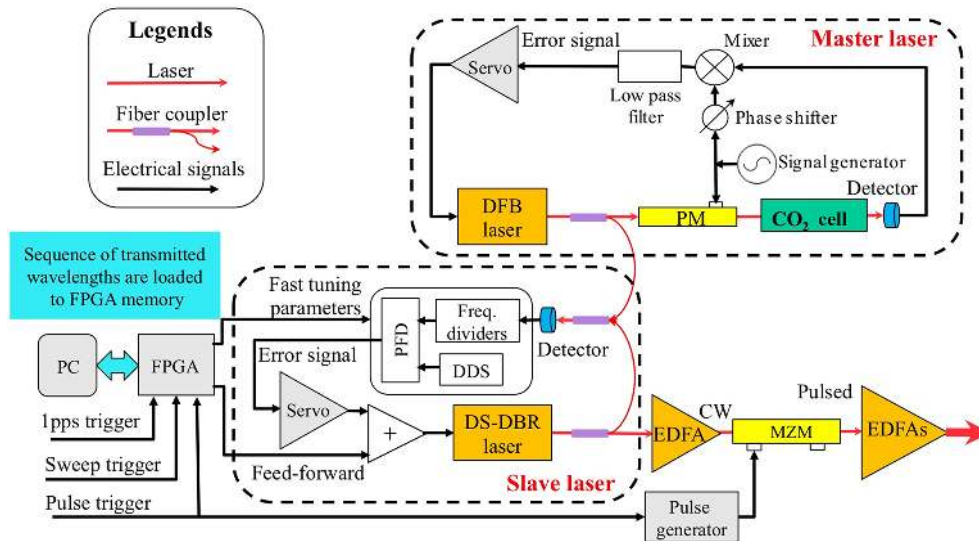 Legends
Laser
Fiber coupler
Electrical signals
Master laser
Error signal
Servo
Low pass
filter
Mixer
Phase shifter
Signal generator
Detector
DFB
laser
PM
CO₂ cell
Sequence of transmitted
wavelengths are loaded
to FPGA memory
Fast tuning
parameters
PFD
Freq.
dividers
DDS
Detector
PC
FPGA
Error signal
Servo
+
DS-DBR
laser
Feed-forward
Slave laser
1pps trigger
Sweep trigger
Pulse trigger
EDFA
CW
MZM
Pulsed
EDFAs
Pulse
generator